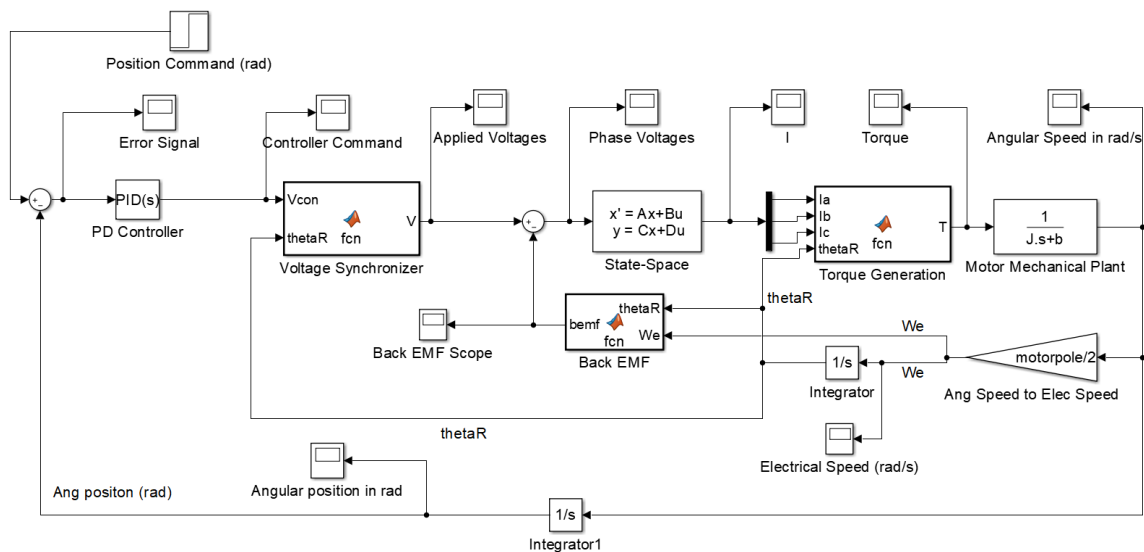 Position Command (rad)
Error Signal
Controller Command
Applied Voltages
Phase Voltages
I
Torque
Angular Speed in rad/s
PID(s)
PD Controller
Vcon
thetaR
V
fcn
Voltage Synchronizer
x' = Ax+Bu
y = Cx+Du
State-Space
Ia
Ib
Ic
thetaR
T
fcn
Torque Generation
1
J.s+b
Motor Mechanical Plant
thetaR
Back EMF Scope
bemf
thetaR
We
fcn
Back EMF
We
We
1/s
Integrator
motorpole/2
Ang Speed to Elec Speed
thetaR
Electrical Speed (rad/s)
Ang positon (rad)
Angular position in rad
1/s
Integrator1